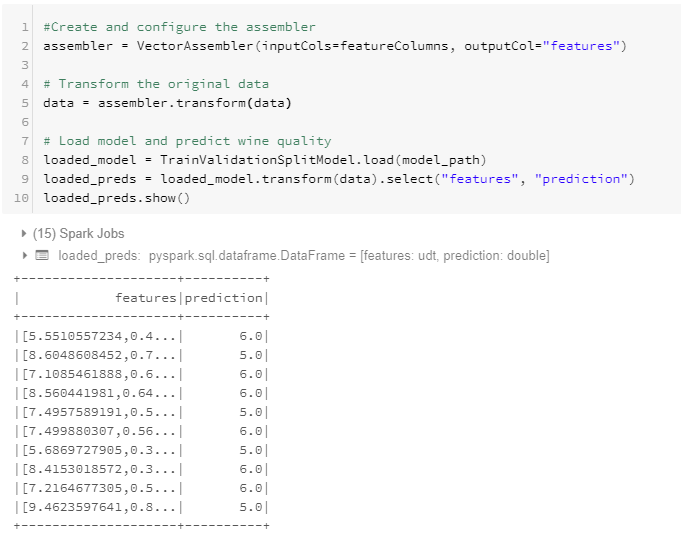 1 #Create and configure the assembler
2 assembler = VectorAssembler(inputCols=featureColumns, outputCol="features")
3
4 # Transform the original data
5 data = assembler.transform(data)
6
7 # Load model and predict wine quality
8 loaded_model = TrainValidationSplitModel.load(model_path)
9 loaded_preds = loaded_model.transform(data).select("features", "prediction")
10 loaded_preds.show()
(15) Spark Jobs
loaded_preds: pyspark.sql.dataframe.DataFrame = [features: udt, prediction: double]
+--------------------+----------+
|            features|prediction|
+--------------------+----------+
|[5.5510557234,0.4...|       6.0|
|[8.6048608452,0.7...|       5.0|
|[7.1085461888,0.6...|       6.0|
|[8.560441981,0.64...|       6.0|
|[7.4957589191,0.5...|       5.0|
|[7.499880307,0.56...|       6.0|
|[5.6869727905,0.3...|       5.0|
|[8.4153018572,0.3...|       6.0|
|[7.2164677305,0.5...|       6.0|
|[9.4623597641,0.8...|       5.0|
+--------------------+----------+